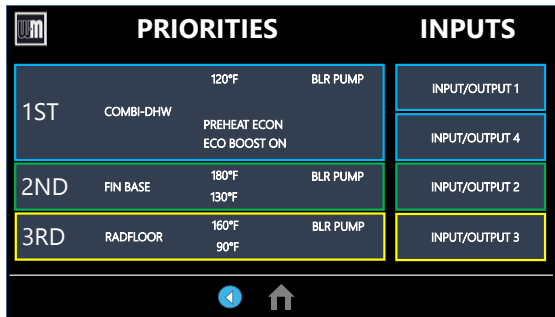 wm PRIORITIES INPUTS
120°F BLR PUMP
INPUT/OUTPUT 1
1ST COMBI-DHW
PREHEAT ECON
ECO BOOST ON
INPUT/OUTPUT 4
2ND FIN BASE 180°F BLR PUMP
130°F
INPUT/OUTPUT 2
3RD RADFLOOR 160°F BLR PUMP
90°F
INPUT/OUTPUT 3